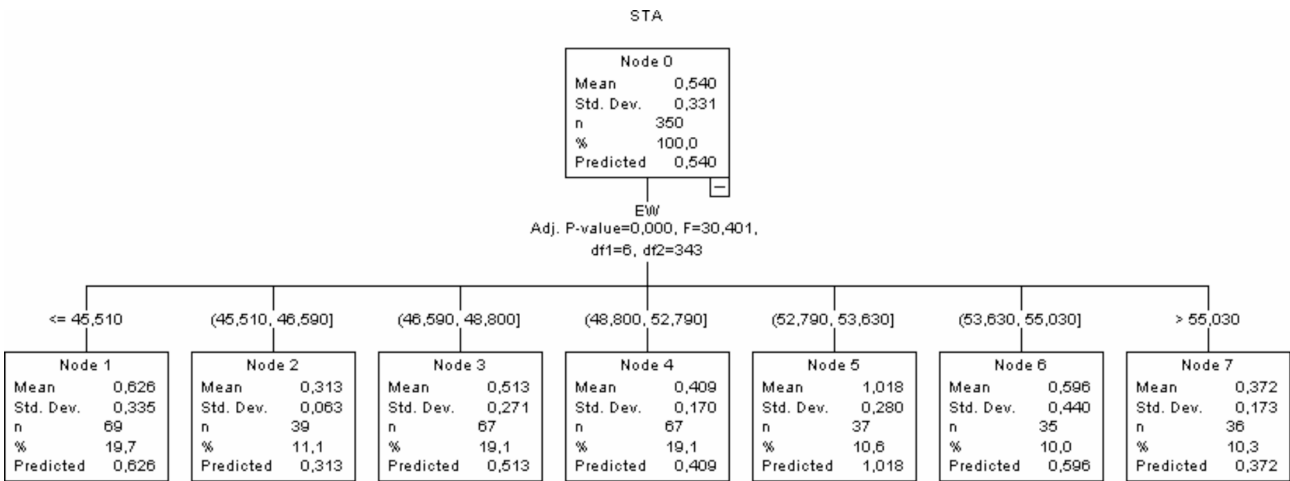 STA
Node 0
Mean 0,540
Std. Dev. 0,331
n 350
% 100,0
Predicted 0,540
EW
Adj. P-value=0,000, F=30,401,
df1=6, df2=343
<= 45,510
(45,510, 46,590]
(46,590, 48,800]
(48,800, 52,790]
(52,790, 53,630]
(53,630, 55,030]
> 55,030
Node 1
Mean 0,626
Std. Dev. 0,335
n 69
% 19,7
Predicted 0,626
Node 2
Mean 0,313
Std. Dev. 0,063
n 39
% 11,1
Predicted 0,313
Node 3
Mean 0,513
Std. Dev. 0,271
n 67
% 19,1
Predicted 0,513
Node 4
Mean 0,409
Std. Dev. 0,170
n 67
% 19,1
Predicted 0,409
Node 5
Mean 1,018
Std. Dev. 0,280
n 37
% 10,6
Predicted 1,018
Node 6
Mean 0,596
Std. Dev. 0,440
n 35
% 10,0
Predicted 0,596
Node 7
Mean 0,372
Std. Dev. 0,173
n 36
% 10,3
Predicted 0,372